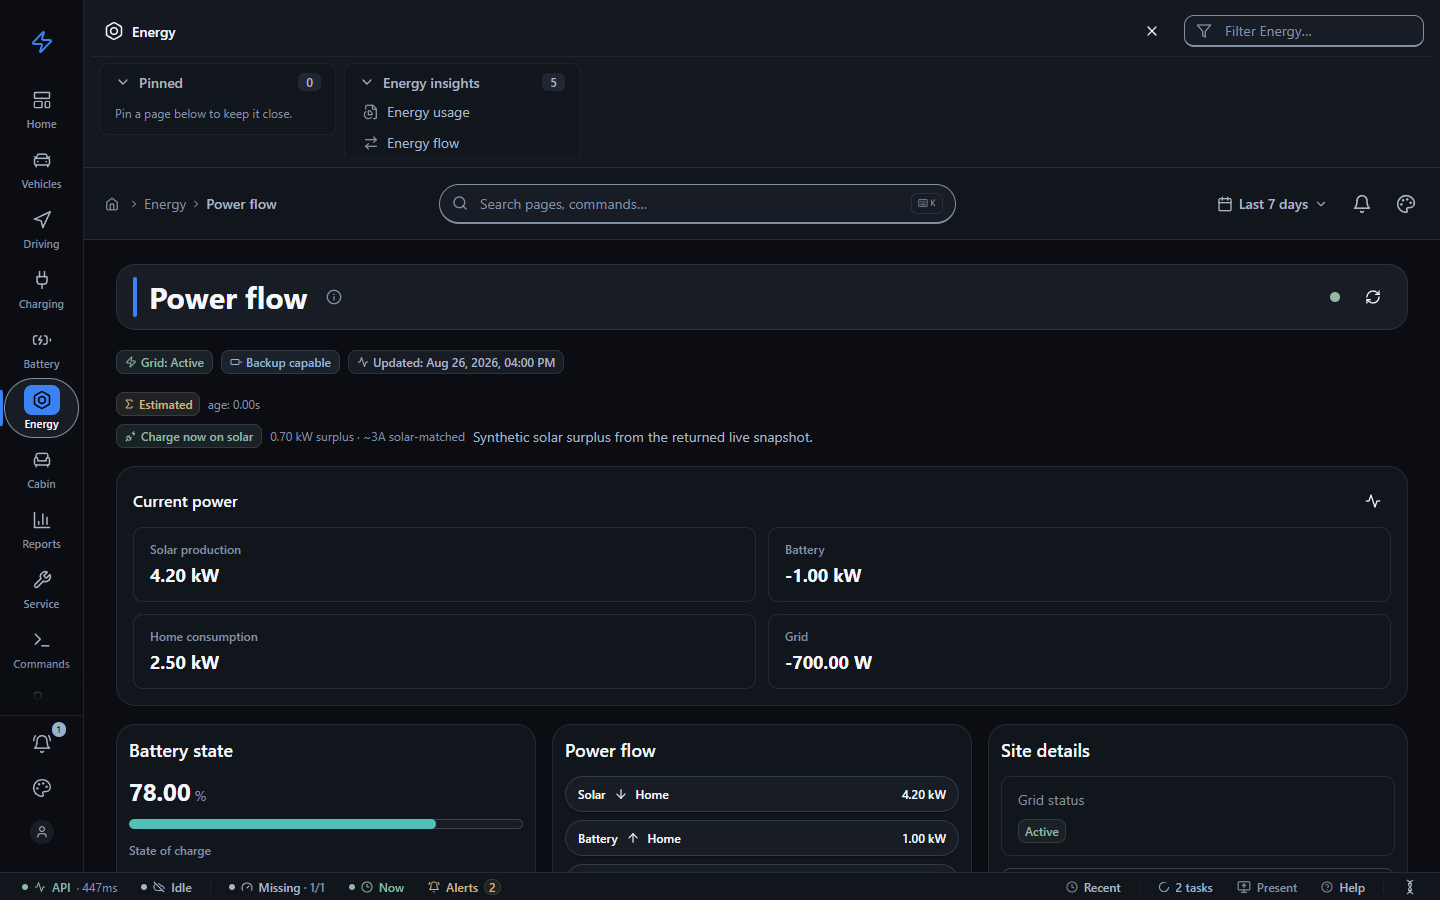 Energy
Filter Energy...
Pinned
0
Pin a page below to keep it close.
Energy insights
5
Energy usage
Energy flow
Home
Vehicles
Driving
Charging
Battery
Energy
Cabin
Reports
Service
Commands
1
Energy
Power flow
Search pages, commands...
K
Last 7 days
Power flow
Grid: Active
Backup capable
Updated: Aug 26, 2026, 04:00 PM
Estimated
age: 0.00s
Charge now on solar
0.70 kW surplus · ~3A solar-matched
Synthetic solar surplus from the returned live snapshot.
Current power
Solar production
4.20 kW
Battery
-1.00 kW
Home consumption
2.50 kW
Grid
-700.00 W
Battery state
78.00 %
State of charge
Power flow
Solar ↓ Home 4.20 kW
Battery ↑ Home 1.00 kW
Site details
Grid status
Active
API · 447ms
Idle
Missing · 1/1
Now
Alerts 2
Recent
2 tasks
Present
Help